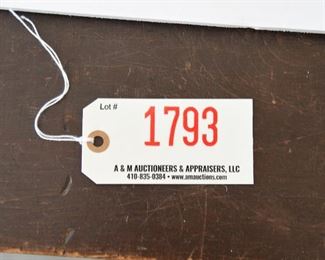 Lot #
1793
A & M AUCTIONEERS & APPRAISERS, LLC
410-835-0384 • www.amauctions.com